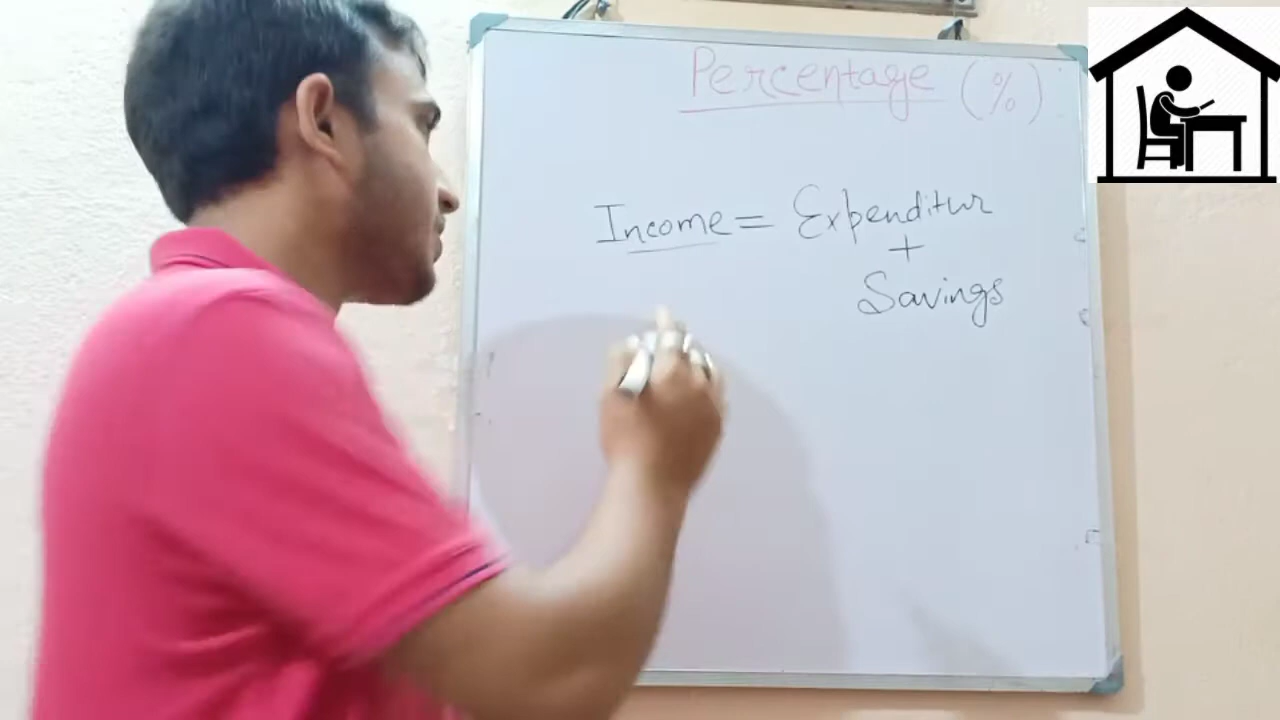 Percentage (%)
Income = Expenditur
+
Savings